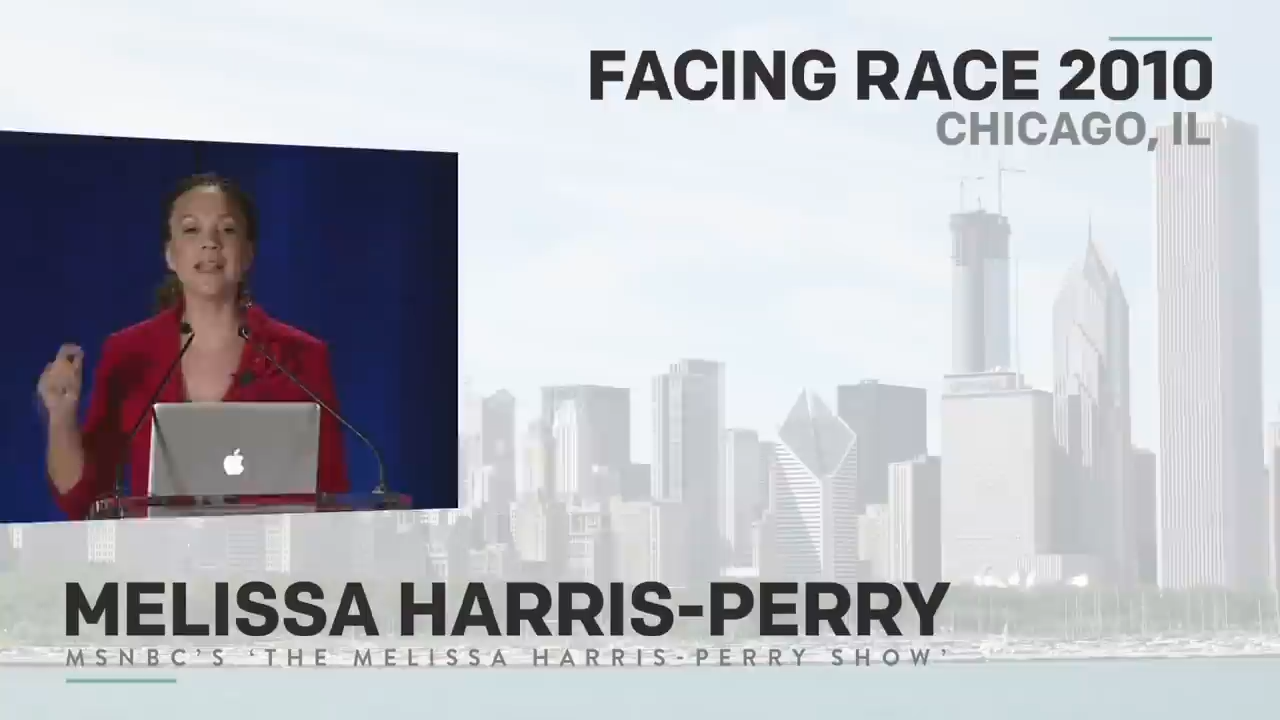 FACING RACE 2010
CHICAGO, IL
MELISSA HARRIS-PERRY
MSNBC'S 'THE MELISSA HARRIS-PERRY SHOW'